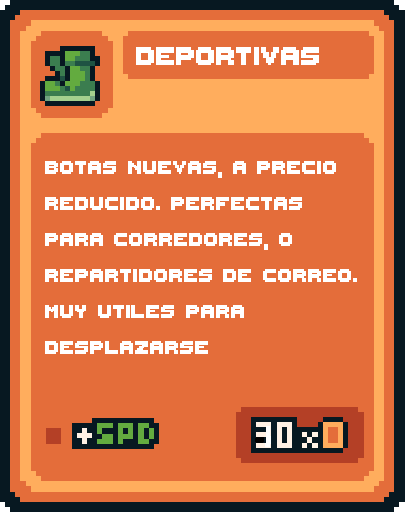 DEPORTIVAS
BOTAS NUEVAS, A PRECIO
REDUCIDO. PERFECTAS
PARA CORREDORES, O
REPARTIDORES DE CORREO.
MUY UTILES PARA
DESPLAZARSE
+SPD
30x